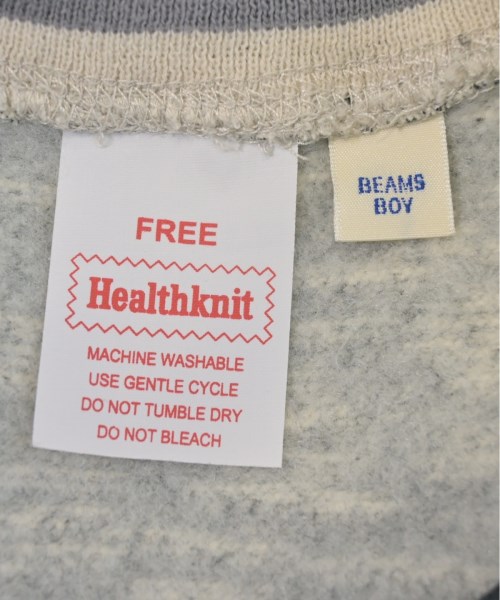 FREE
Healthknit
MACHINE WASHABLE
USE GENTLE CYCLE
DO NOT TUMBLE DRY
DO NOT BLEACH
BEAMS
BOY